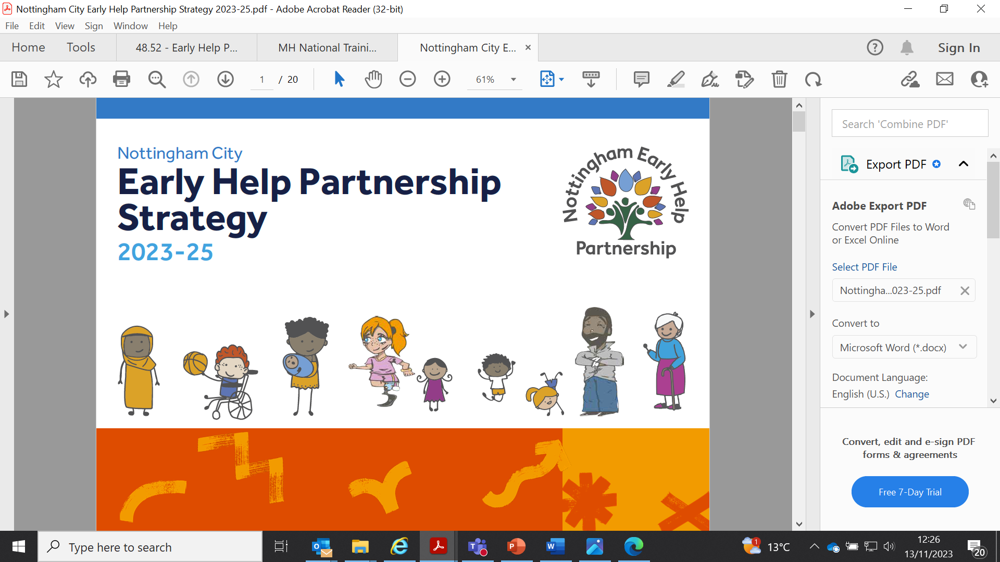 Nottingham City Early Help Partnership Strategy 2023-25.pdf - Adobe Acrobat Reader (32-bit)
File Edit View Sign Window Help
Home Tools 48.52 - Early Help P... MH National Traini... Nottingham City E... Sign In
1 / 20 61%
Nottingham City
Early Help Partnership
Strategy
2023-25
Nottingham Early Help
Partnership
Search 'Combine PDF'
Export PDF
Adobe Export PDF
Convert PDF Files to Word
or Excel Online
Select PDF File
Nottingha...023-25.pdf
Convert to
Microsoft Word (*.docx)
Document Language:
English (U.S.) Change
Convert, edit and e-sign PDF
forms & agreements
Free 7-Day Trial
Type here to search
1
13°C
12:26
13/11/2023
20